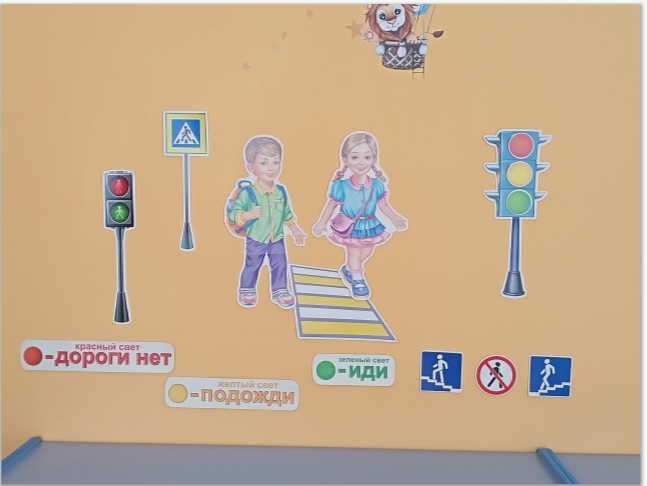 красный свет
-дороги нет
желтый свет
-подожди
зеленый свет
-иди